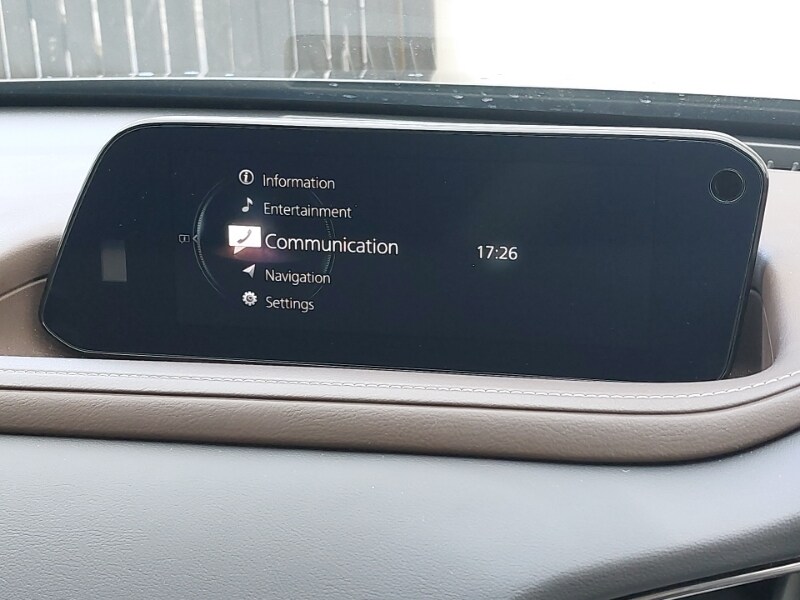 Information
Entertainment
Communication
17:26
Navigation
Settings